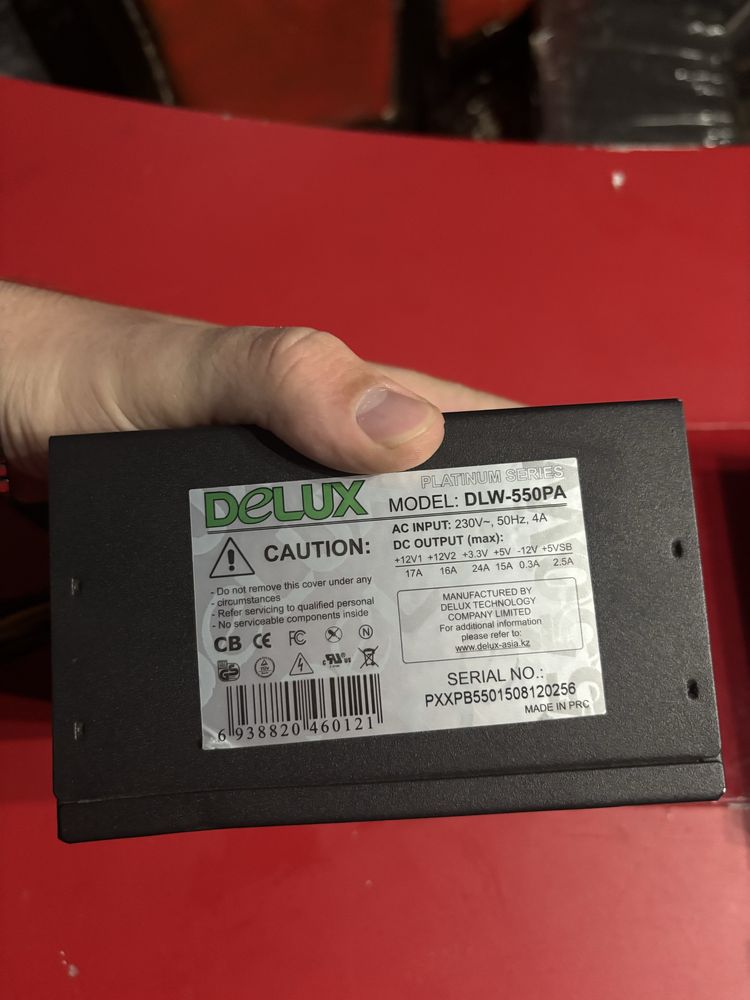 DeLUX
PLATINUM SERIES
MODEL: DLW-550PA
AC INPUT: 230V~, 50Hz, 4A
DC OUTPUT (max):
+12V1 +12V2 +3.3V +5V -12V +5VSB
17A 16A 24A 15A 0.3A 2.5A
CAUTION:
- Do not remove this cover under any
- circumstances
- Refer servicing to qualified personal
- No serviceable components inside
CB CE FC N
MANUFACTURED BY
DELUX TECHNOLOGY
COMPANY LIMITED
For additional information
please refer to:
www.delux-asia.kz
SERIAL NO.:
PXXPB5501508120256
MADE IN PRC
6 938820 460121